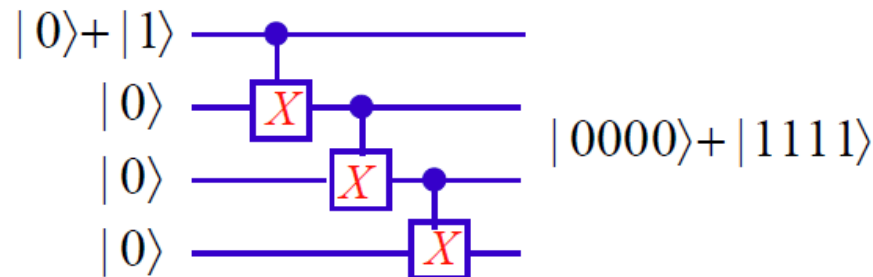 | 0⟩+| 1⟩
| 0⟩
X
| 0⟩
X
| 0000⟩+| 1111⟩
| 0⟩
X